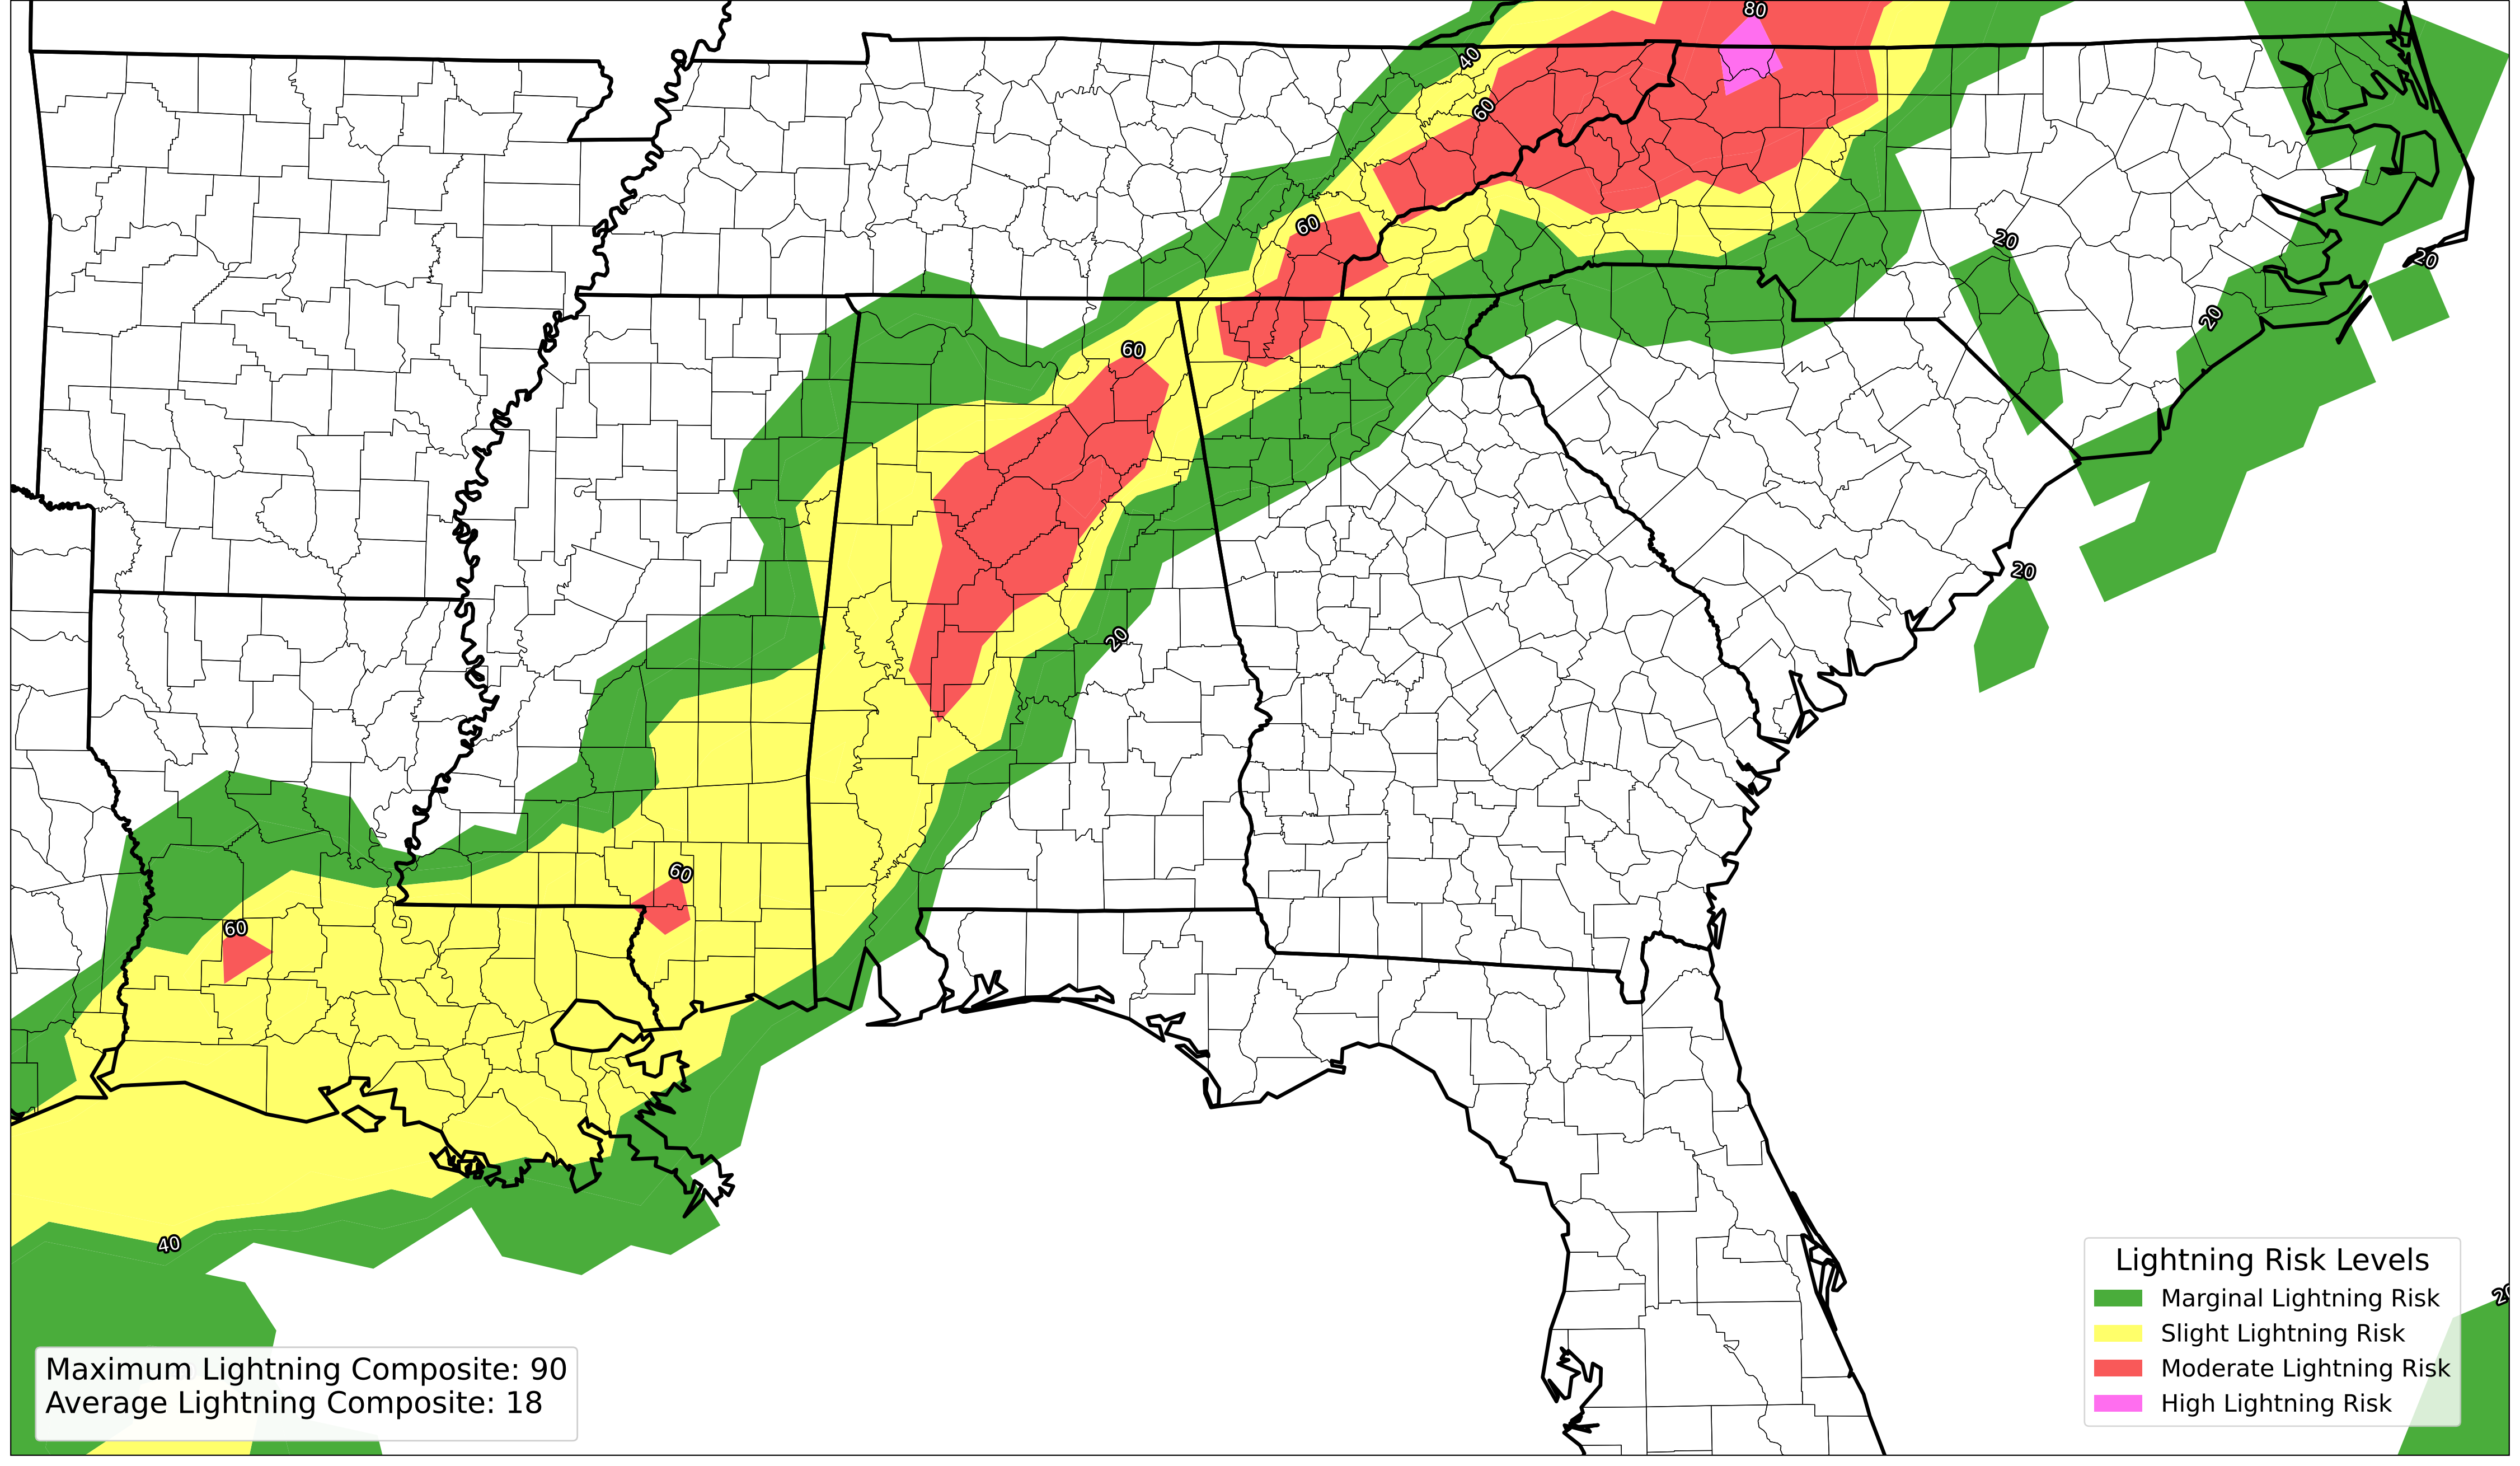 80
40
60
60
20
20
20
60
20
20
60
60
40
20
Lightning Risk Levels
Marginal Lightning Risk
Slight Lightning Risk
Moderate Lightning Risk
High Lightning Risk
Maximum Lightning Composite: 90
Average Lightning Composite: 18